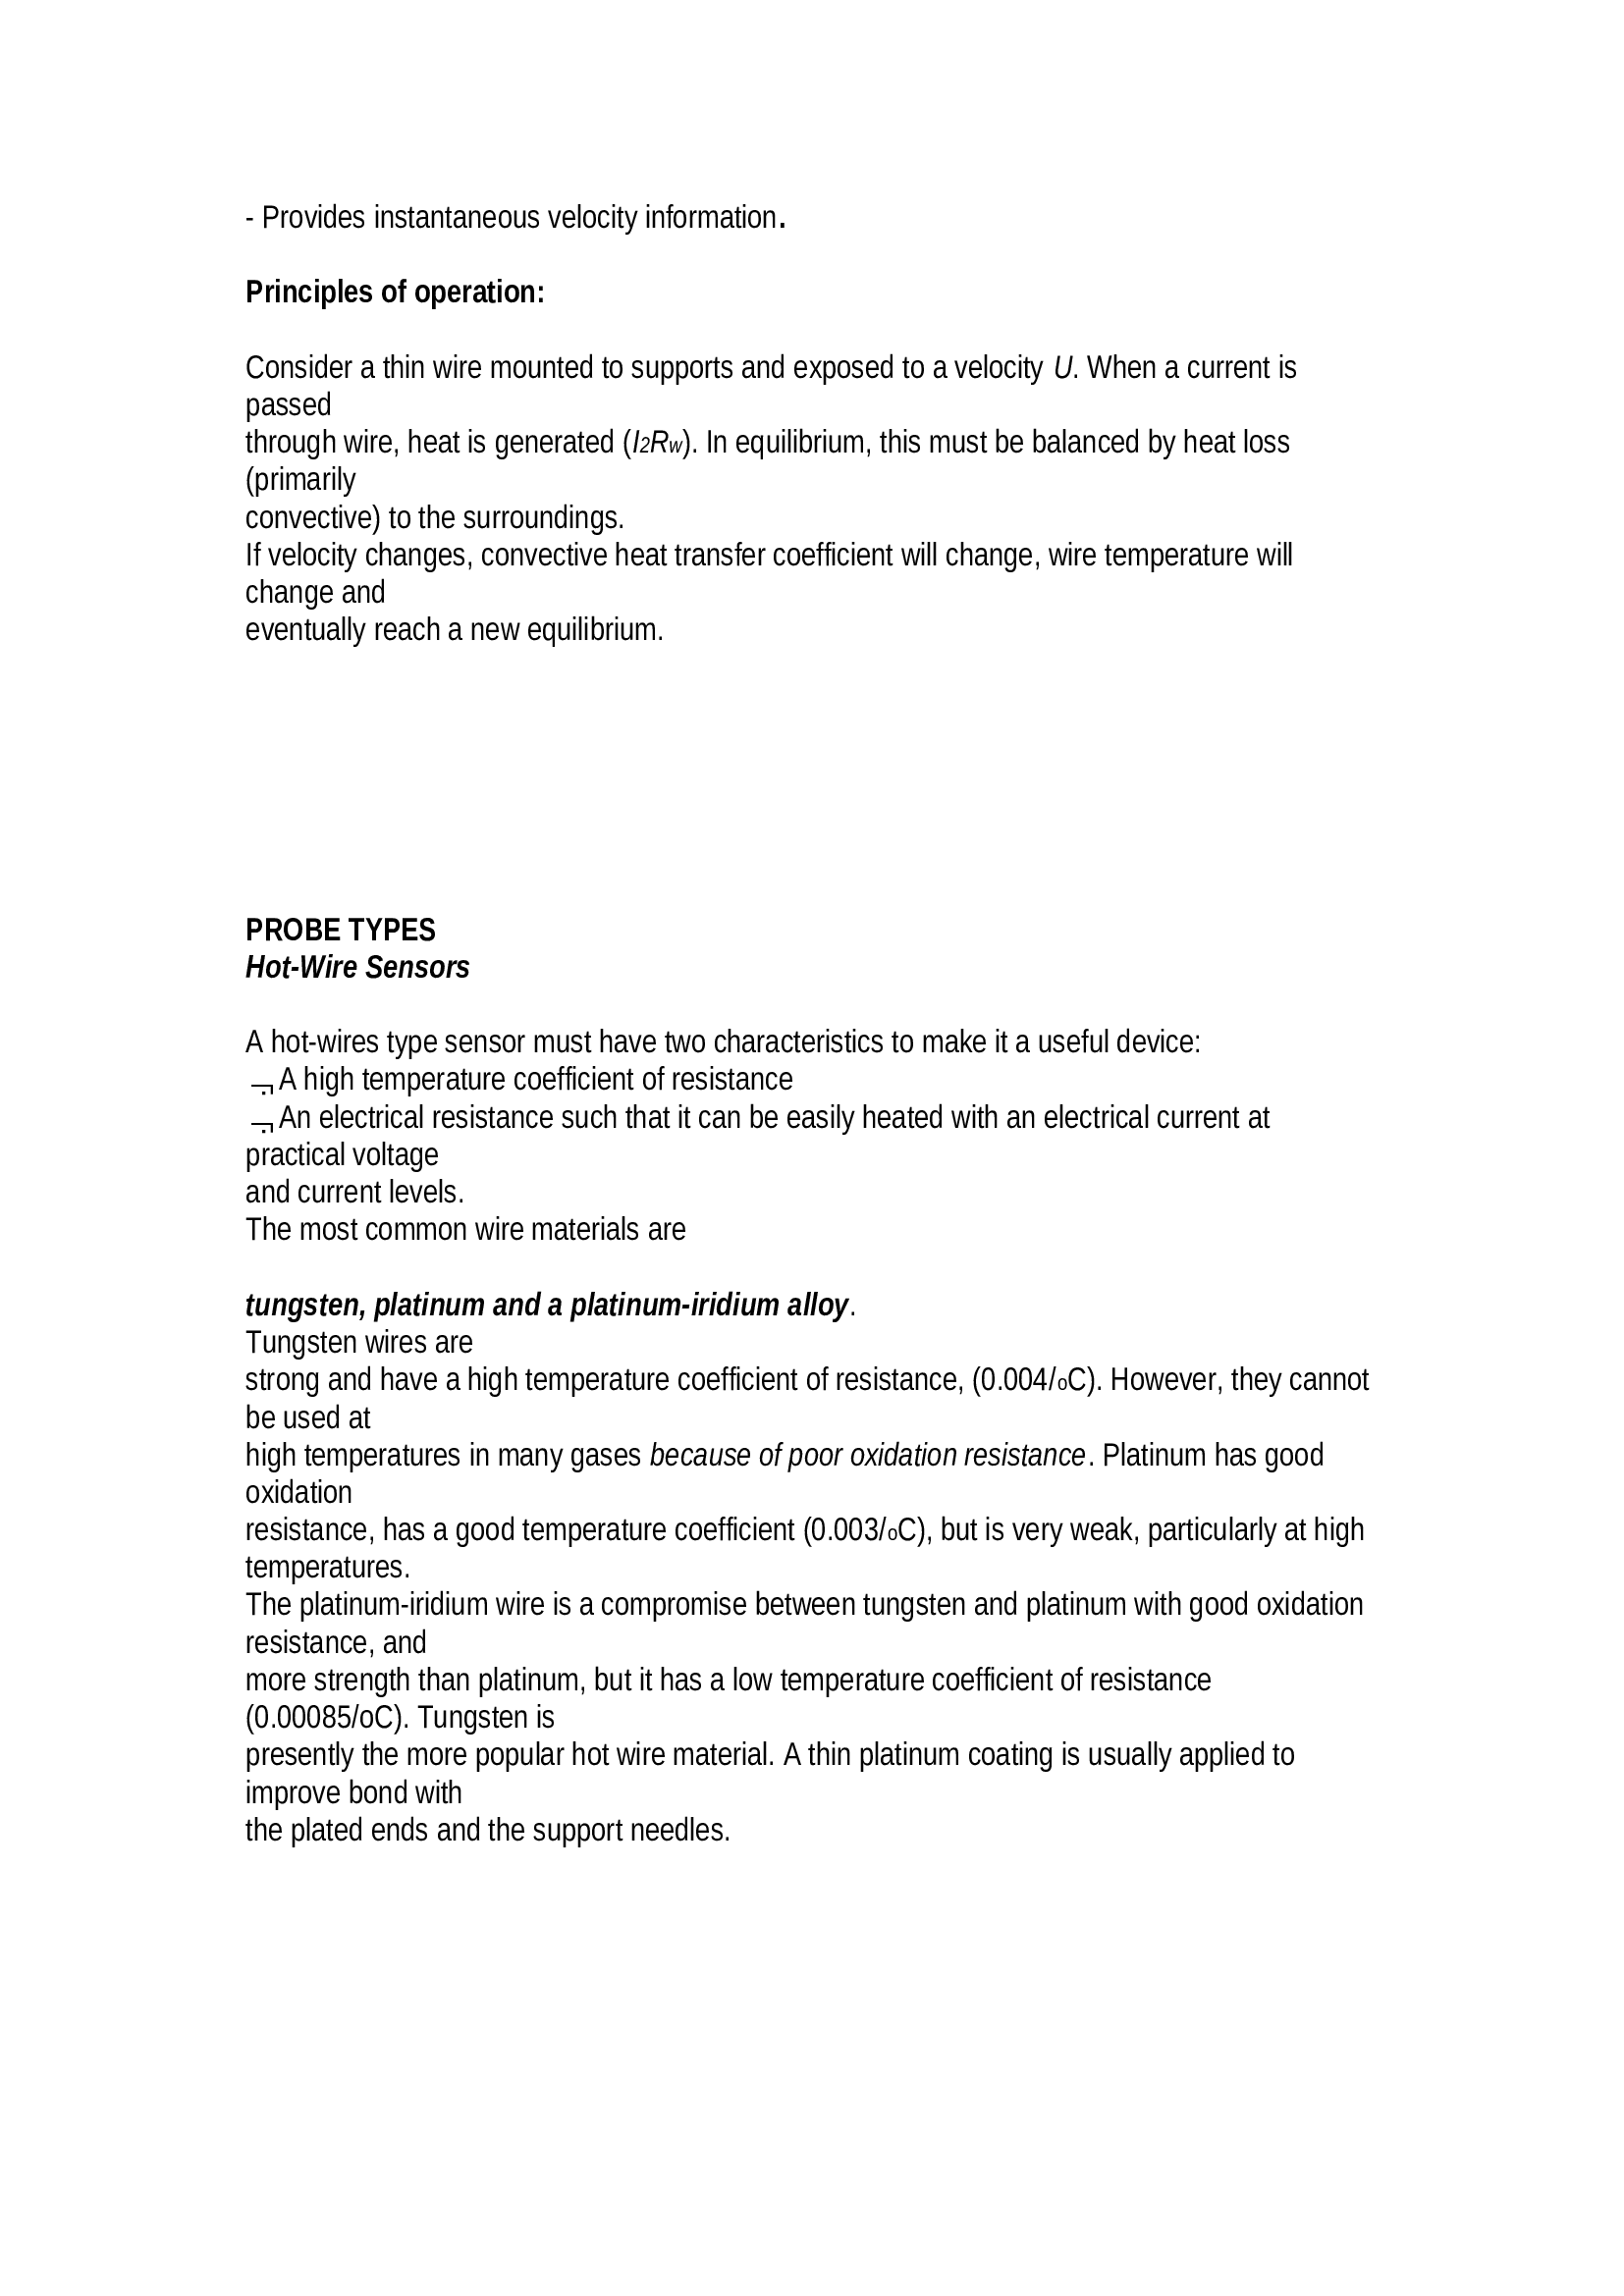 - Provides instantaneous velocity information.
Principles of operation:
Consider a thin wire mounted to supports and exposed to a velocity U. When a current is
passed
through wire, heat is generated (I2Rw). In equilibrium, this must be balanced by heat loss
(primarily
convective) to the surroundings.
If velocity changes, convective heat transfer coefficient will change, wire temperature will
change and
eventually reach a new equilibrium.
PROBE TYPES
Hot-Wire Sensors
A hot-wires type sensor must have two characteristics to make it a useful device:
A high temperature coefficient of resistance
An electrical resistance such that it can be easily heated with an electrical current at
practical voltage
and current levels.
The most common wire materials are
tungsten, platinum and a platinum-iridium alloy.
Tungsten wires are
strong and have a high temperature coefficient of resistance, (0.004/oC). However, they cannot
be used at
high temperatures in many gases because of poor oxidation resistance. Platinum has good
oxidation
resistance, has a good temperature coefficient (0.003/oC), but is very weak, particularly at high
temperatures.
The platinum-iridium wire is a compromise between tungsten and platinum with good oxidation
resistance, and
more strength than platinum, but it has a low temperature coefficient of resistance
(0.00085/oC). Tungsten is
presently the more popular hot wire material. A thin platinum coating is usually applied to
improve bond with
the plated ends and the support needles.